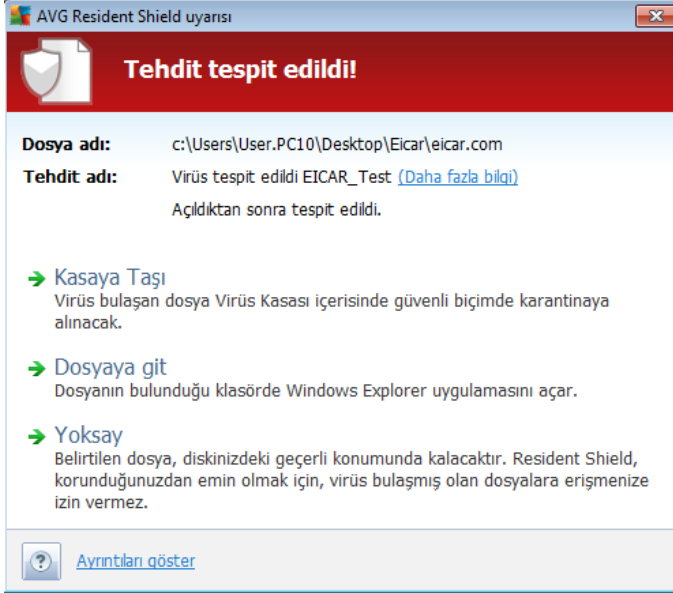 AVG Resident Shield uyarısı
Tehdit tespit edildi!
Dosya adı: c:\Users\User.PC10\Desktop\Eicar\eicar.com
Tehdit adı: Virüs tespit edildi EICAR_Test (Daha fazla bilgi)
Açıldıktan sonra tespit edildi.
Kasaya Taşı
Virüs bulaşan dosya Virüs Kasası içerisinde güvenli biçimde karantinaya
alınacak.
Dosyaya git
Dosyanın bulunduğu klasörde Windows Explorer uygulamasını açar.
Yoksay
Belirtilen dosya, diskinizdeki geçerli konumunda kalacaktır. Resident Shield,
korunduğunuzdan emin olmak için, virüs bulaşmış olan dosyalara erişmenize
izin vermez.
? Ayrıntıları göster